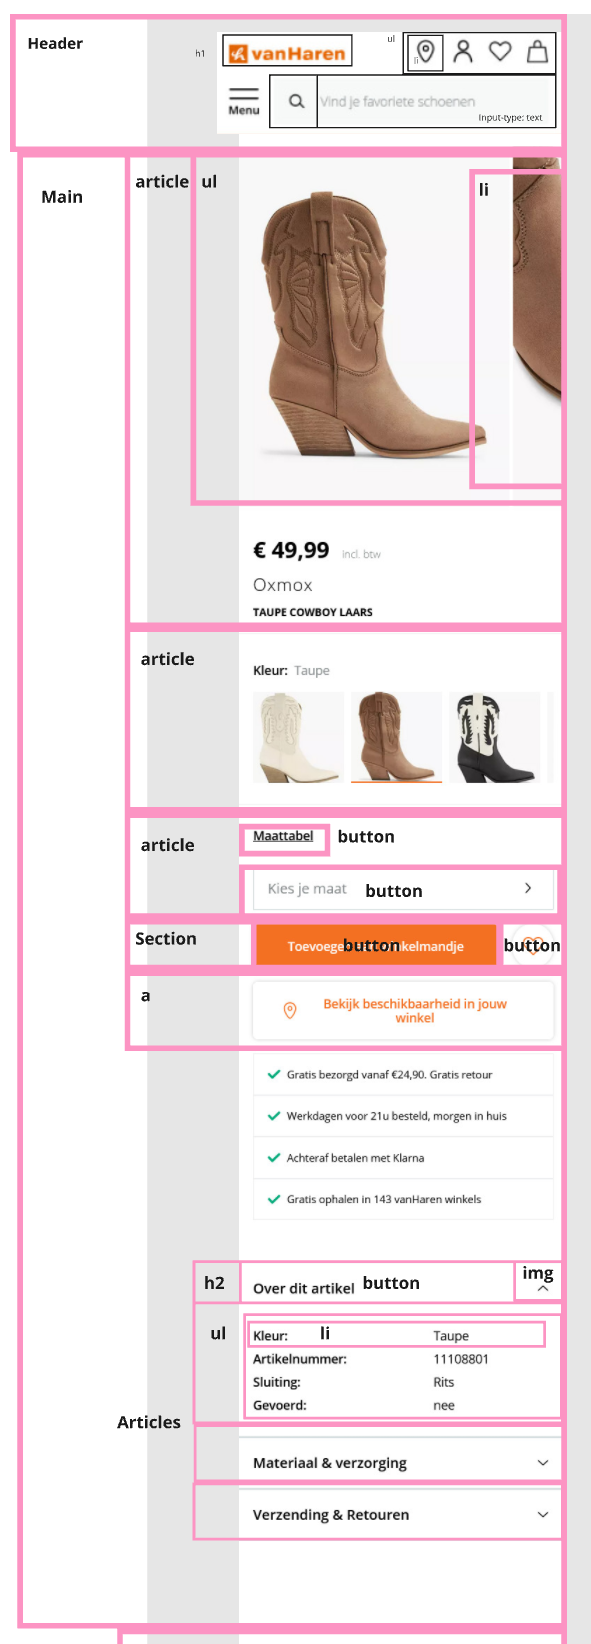 Header
h1
vanHaren
ul
li
Menu
Vind je favoriete schoenen
Input-type: text
Main
article
ul
li
€ 49,99 Incl. btw
Oxmox
TAUPE COWBOY LAARS
article
Kleur: Taupe
article
Maattabel
button
Kies je maat
button
Section
Toevoegen winkelmandje
button
button
a
Bekijk beschikbaarheid in jouw
winkel
Gratis bezorgd vanaf €24,90. Gratis retour
Werkdagen voor 21u besteld, morgen in huis
Achteraf betalen met Klarna
Gratis ophalen in 143 vanHaren winkels
h2
Over dit artikel
button
img
ul
Kleur: Taupe
li
Artikelnummer: 11108801
Sluiting: Rits
Gevoerd: nee
Articles
Materiaal & verzorging
Verzending & Retouren